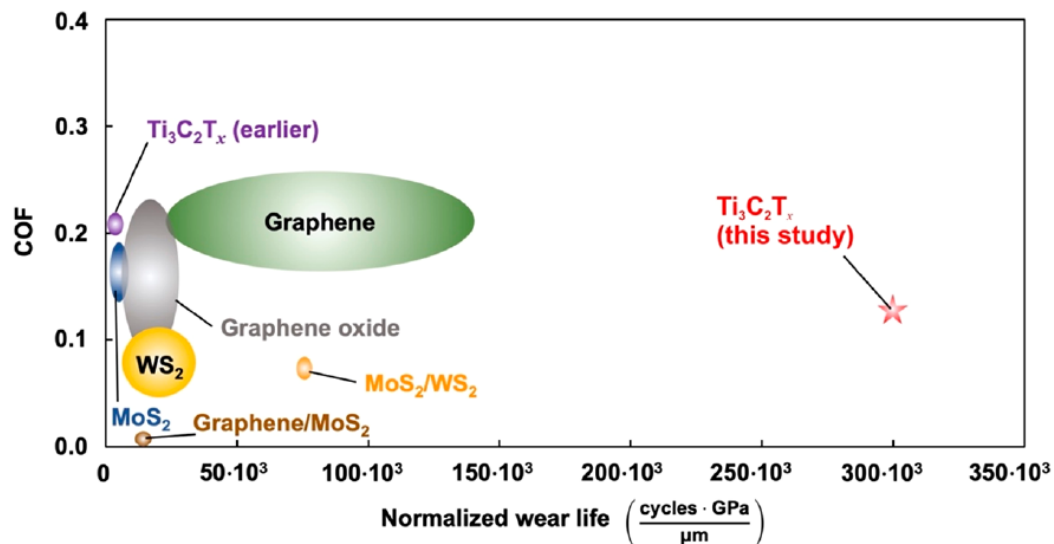 0.4
0.3
0.2
0.1
0.0
COF
Ti₃C₂Tₓ (earlier)
Graphene
Ti₃C₂Tₓ
(this study)
Graphene oxide
WS₂
MoS₂/WS₂
MoS₂
Graphene/MoS₂
0 50·10³ 100·10³ 150·10³ 200·10³ 250·10³ 300·10³ 350·10³
Normalized wear life (cycles · GPa / µm)